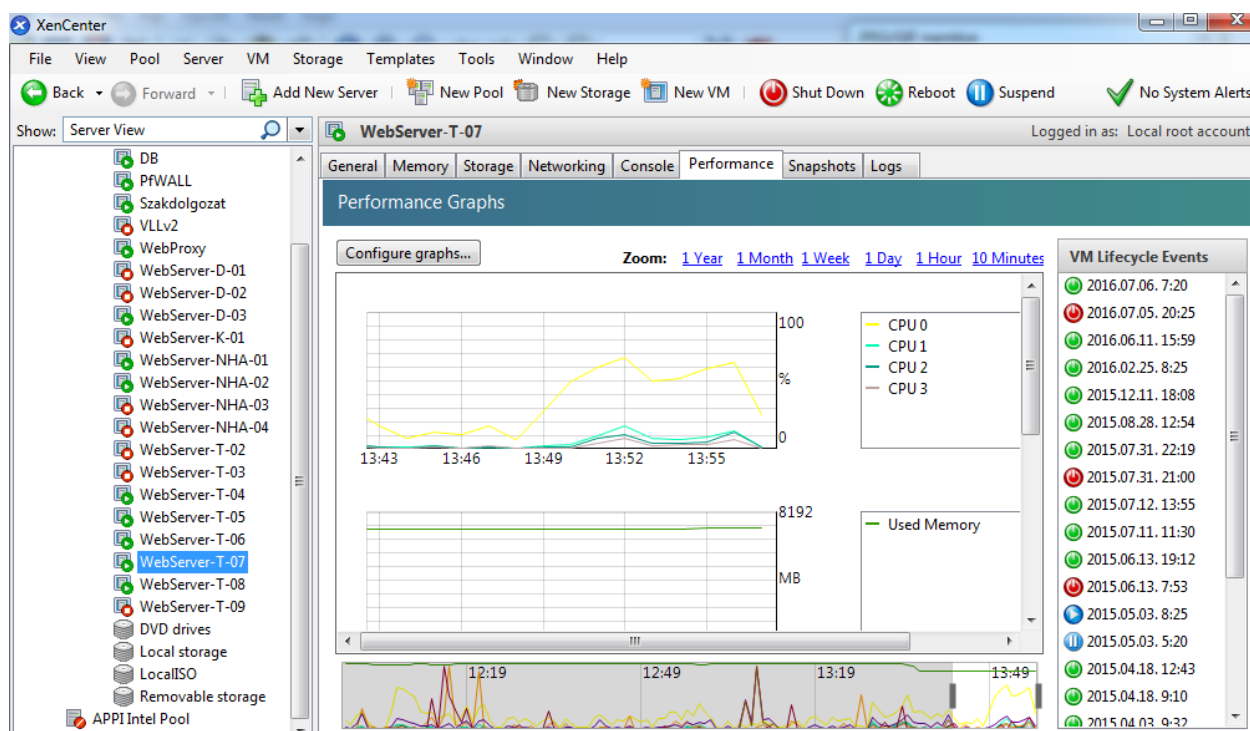 XenCenter
File View Pool Server VM Storage Templates Tools Window Help
Back Forward Add New Server New Pool New Storage New VM Shut Down Reboot Suspend No System Alerts
Show: Server View
WebServer-T-07 Logged in as: Local root account
DB
PfWALL
Szakdolgozat
VLLv2
WebProxy
WebServer-D-01
WebServer-D-02
WebServer-D-03
WebServer-K-01
WebServer-NHA-01
WebServer-NHA-02
WebServer-NHA-03
WebServer-NHA-04
WebServer-T-02
WebServer-T-03
WebServer-T-04
WebServer-T-05
WebServer-T-06
WebServer-T-07
WebServer-T-08
WebServer-T-09
DVD drives
Local storage
LocalISO
Removable storage
APPI Intel Pool
General Memory Storage Networking Console Performance Snapshots Logs
Performance Graphs
Configure graphs... Zoom: 1 Year 1 Month 1 Week 1 Day 1 Hour 10 Minutes
100
%
0
13:43 13:46 13:49 13:52 13:55
CPU 0
CPU 1
CPU 2
CPU 3
8192
MB
Used Memory
12:19 12:49 13:19 13:49
VM Lifecycle Events
2016.07.06. 7:20
2016.07.05. 20:25
2016.06.11. 15:59
2016.02.25. 8:25
2015.12.11. 18:08
2015.08.28. 12:54
2015.07.31. 22:19
2015.07.31. 21:00
2015.07.12. 13:55
2015.07.11. 11:30
2015.06.13. 19:12
2015.06.13. 7:53
2015.05.03. 8:25
2015.05.03. 5:20
2015.04.18. 12:43
2015.04.18. 9:10
2015.04.03. 9:32